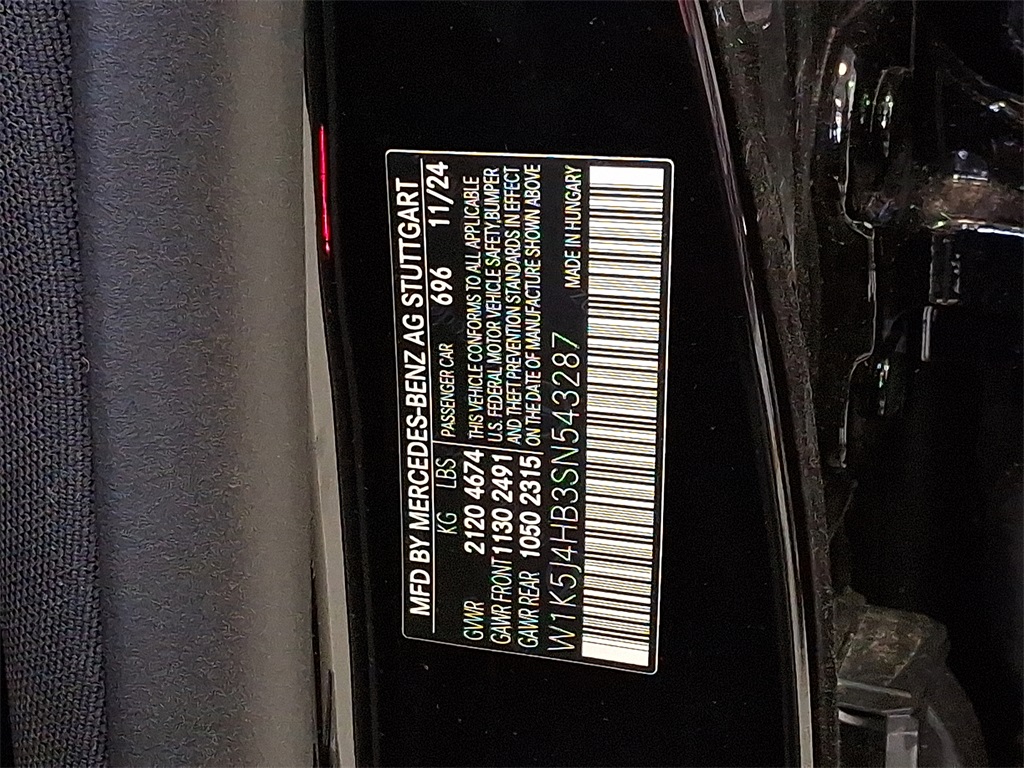 MFD BY MERCEDES-BENZ AG STUTTGART
KG LBS PASSENGER CAR 696 11/24
GVWR 2120 4674 THIS VEHICLE CONFORMS TO ALL APPLICABLE
GAWR FRONT 1130 2491 U.S. FEDERAL MOTOR VEHICLE SAFETY,BUMPER
GAWR REAR 1050 2315 AND THEFT PREVENTION STANDARDS IN EFFECT
ON THE DATE OF MANUFACTURE SHOWN ABOVE
W1K5J4HB3SN543287 MADE IN HUNGARY